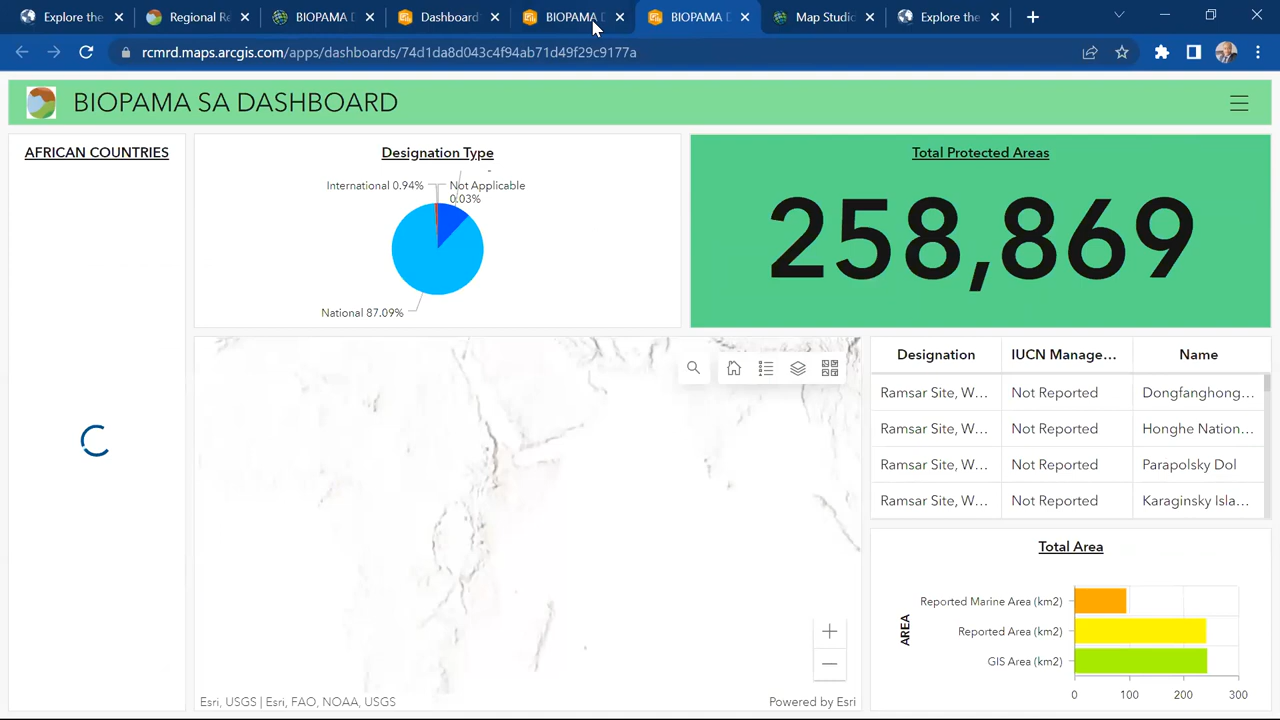 Explore the
Regional Re
BIOPAMA D
Dashboard
BIOPAMA D
BIOPAMA D
Map Studio
Explore the
rcmrd.maps.arcgis.com/apps/dashboards/74d1da8d043c4f94ab71d49f29c9177a
BIOPAMA SA DASHBOARD
AFRICAN COUNTRIES
Designation Type
International 0.94%
Not Applicable
0.03%
National 87.09%
Total Protected Areas
258,869
Esri, USGS | Esri, FAO, NOAA, USGS
Powered by Esri
Designation IUCN Manage... Name
Ramsar Site, W... Not Reported Dongfanghong...
Ramsar Site, W... Not Reported Honghe Nation...
Ramsar Site, W... Not Reported Parapolsky Dol
Ramsar Site, W... Not Reported Karaginsky Isla...
Total Area
AREA
Reported Marine Area (km2)
Reported Area (km2)
GIS Area (km2)
0 100 200 300